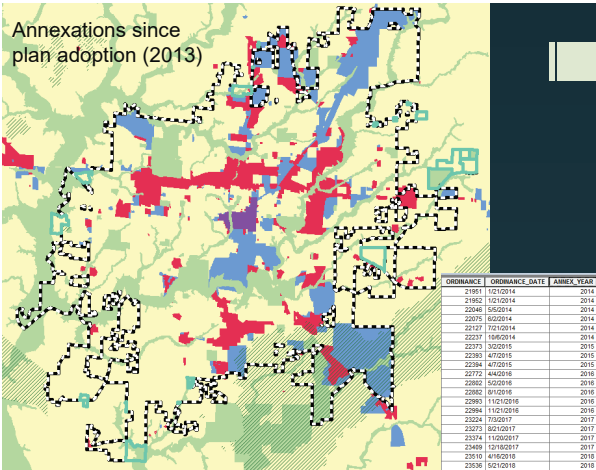 Annexations since
plan adoption (2013)
ORDINANCE ORDINANCE_DATE ANNEX_YEAR
21951 1/21/2014 2014
21952 1/21/2014 2014
22046 5/5/2014 2014
22075 6/2/2014 2014
22127 7/21/2014 2014
22237 10/6/2014 2014
22373 3/2/2015 2015
22393 4/7/2015 2015
22394 4/7/2015 2015
22772 4/4/2016 2016
22802 5/2/2016 2016
22882 8/1/2016 2016
22993 11/21/2016 2016
22994 11/21/2016 2016
23224 7/3/2017 2017
23273 8/21/2017 2017
23374 11/20/2017 2017
23409 12/18/2017 2017
23510 4/16/2018 2018
23536 5/21/2018 2018